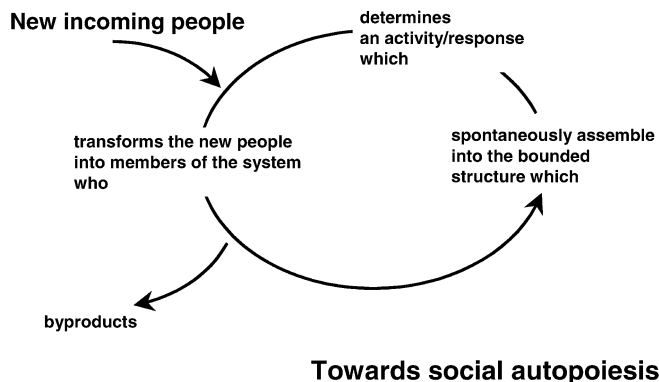 New incoming people
determines
an activity/response
which
transforms the new people
into members of the system
who
spontaneously assemble
into the bounded
structure which
byproducts
Towards social autopoiesis